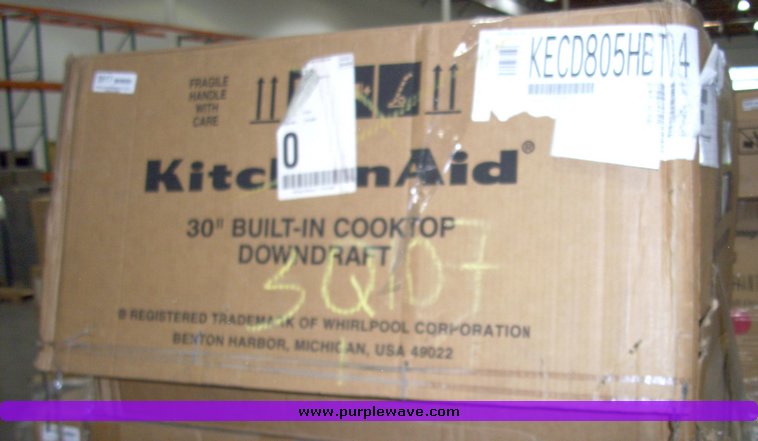 FRAGILE
HANDLE
WITH
CARE
KECD805HBT04
0
KitchenAid®
30" BUILT-IN COOKTOP
DOWNDRAFT
SQ107
® REGISTERED TRADEMARK OF WHIRLPOOL CORPORATION
BENTON HARBOR, MICHIGAN, USA 49022
www.purplewave.com